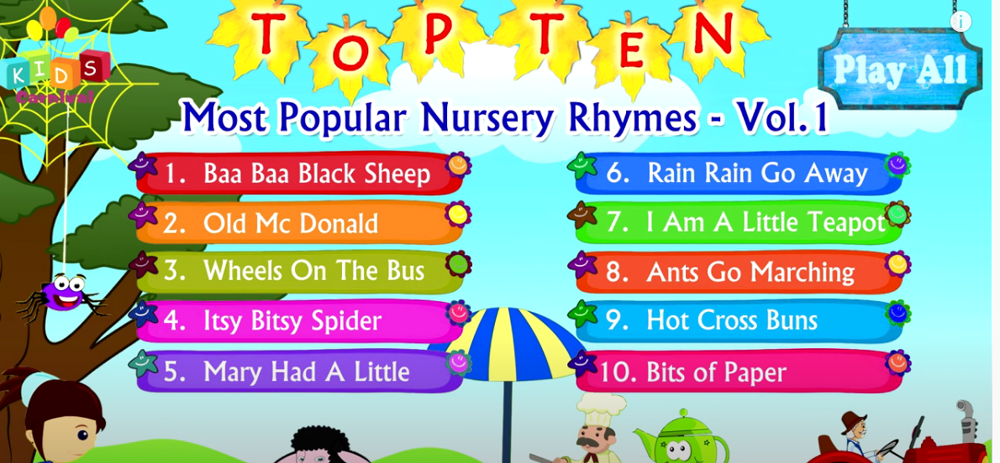 TOP TEN
KIDS
Carnival
i
Play All
Most Popular Nursery Rhymes - Vol.1
1. Baa Baa Black Sheep
2. Old Mc Donald
3. Wheels On The Bus
4. Itsy Bitsy Spider
5. Mary Had A Little
6. Rain Rain Go Away
7. I Am A Little Teapot
8. Ants Go Marching
9. Hot Cross Buns
10. Bits of Paper